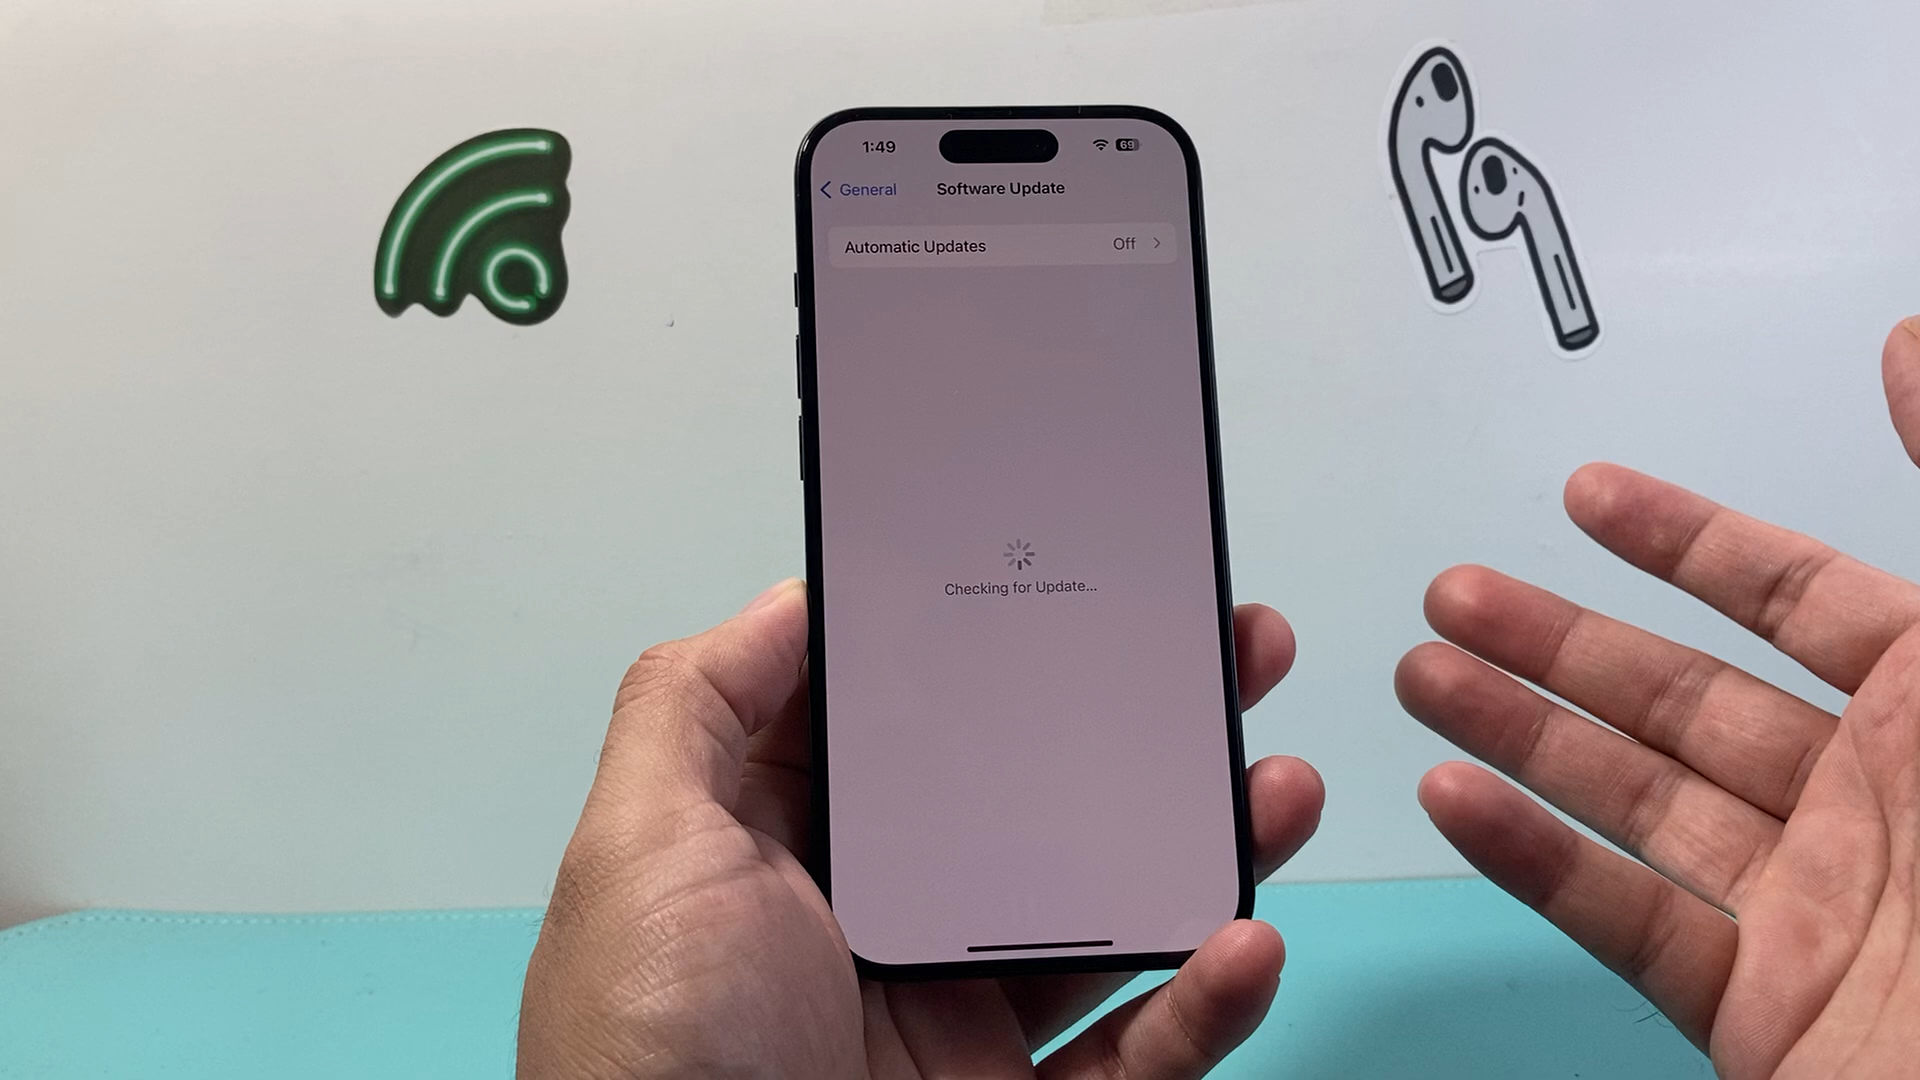 1:49
69
General
Software Update
Automatic Updates
Off
Checking for Update...